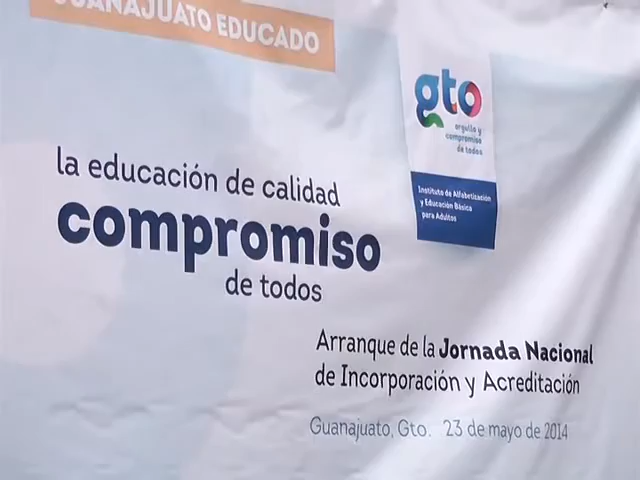 GUANAJUATO EDUCADO
gto
orgullo y
compromiso
de todos
Instituto de Alfabetización
y Educación Básica
para Adultos
la educación de calidad
compromiso
de todos
Arranque de la Jornada Nacional
de Incorporación y Acreditación
Guanajuato, Gto. 23 de mayo de 2014